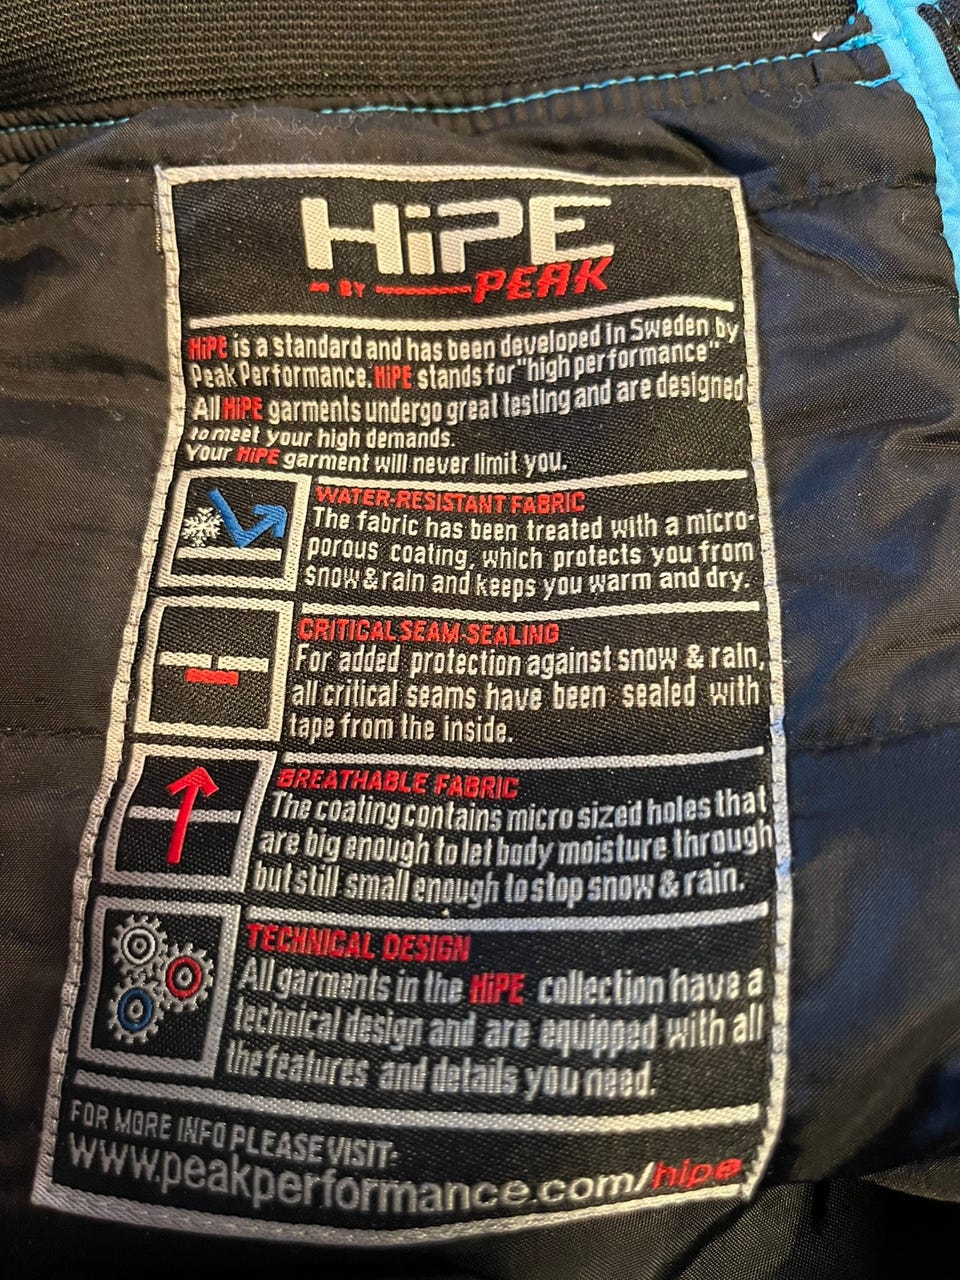 HiPE
BY PEAK
HiPE is a standard and has been developed in Sweden by
Peak Performance. HiPE stands for "high performance"
All HiPE garments undergo great testing and are designed
to meet your high demands.
Your HiPE garment will never limit you.
WATER-RESISTANT FABRIC
The fabric has been treated with a micro-
porous coating, which protects you from
snow & rain and keeps you warm and dry.
CRITICAL SEAM-SEALING
For added protection against snow & rain,
all critical seams have been sealed with
tape from the inside.
BREATHABLE FABRIC
The coating contains micro sized holes that
are big enough to let body moisture through
but still small enough to stop snow & rain.
TECHNICAL DESIGN
All garments in the HiPE collection have a
technical design and are equipped with all
the features and details you need.
FOR MORE INFO PLEASE VISIT-
www.peakperformance.com/hipe